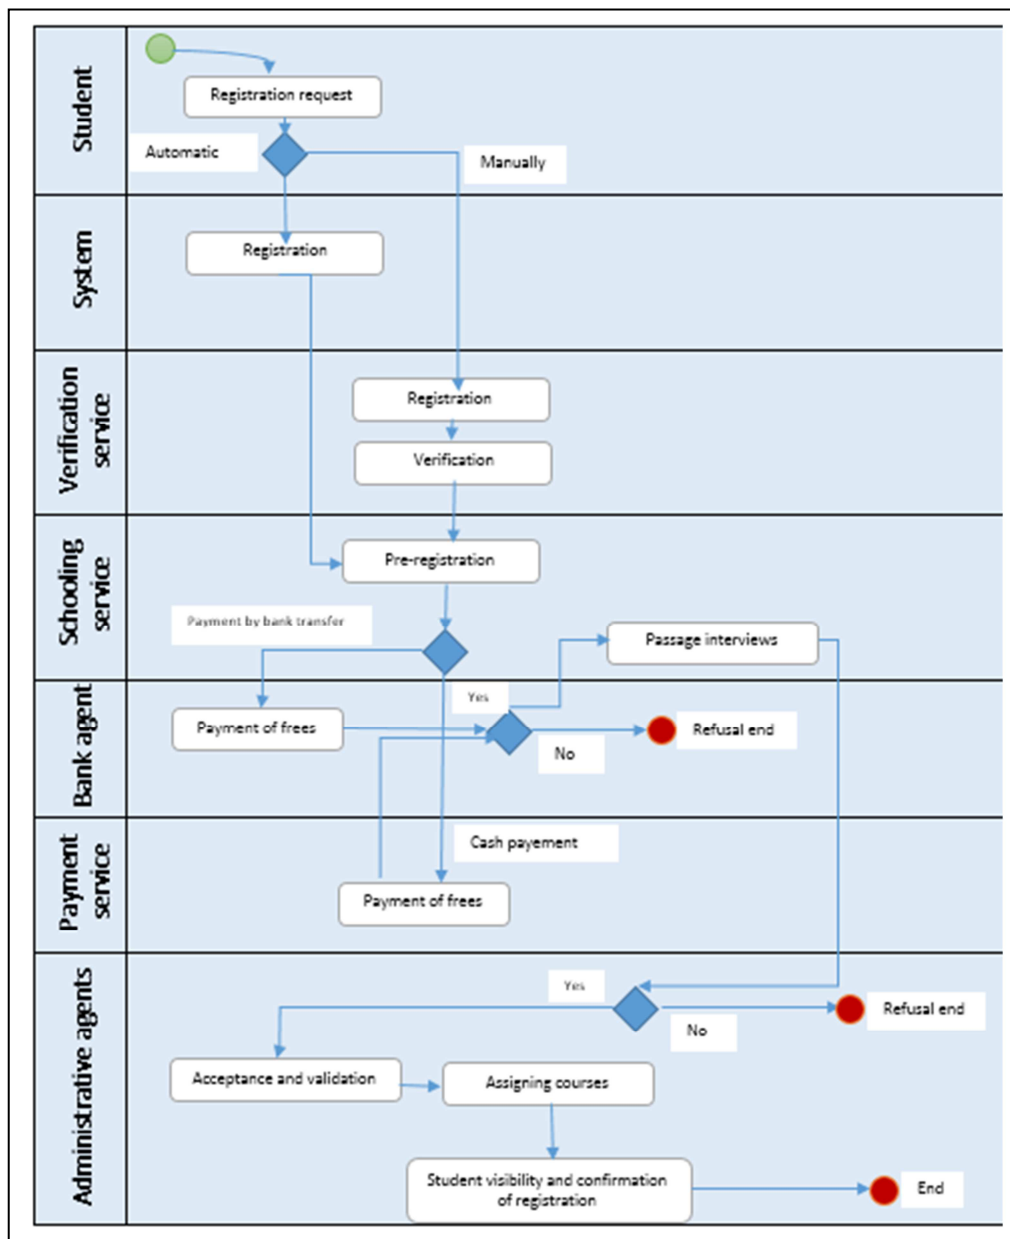 Student
Registration request
Automatic
Manually
System
Registration
Verification
service
Registration
Verification
Schooling
service
Pre-registration
Payment by bank transfer
Passage interviews
Bank agent
Yes
Payment of frees
No
Refusal end
Payment
service
Cash payement
Payment of frees
Administrative agents
Yes
No
Refusal end
Acceptance and validation
Assigning courses
Student visibility and confirmation
of registration
End